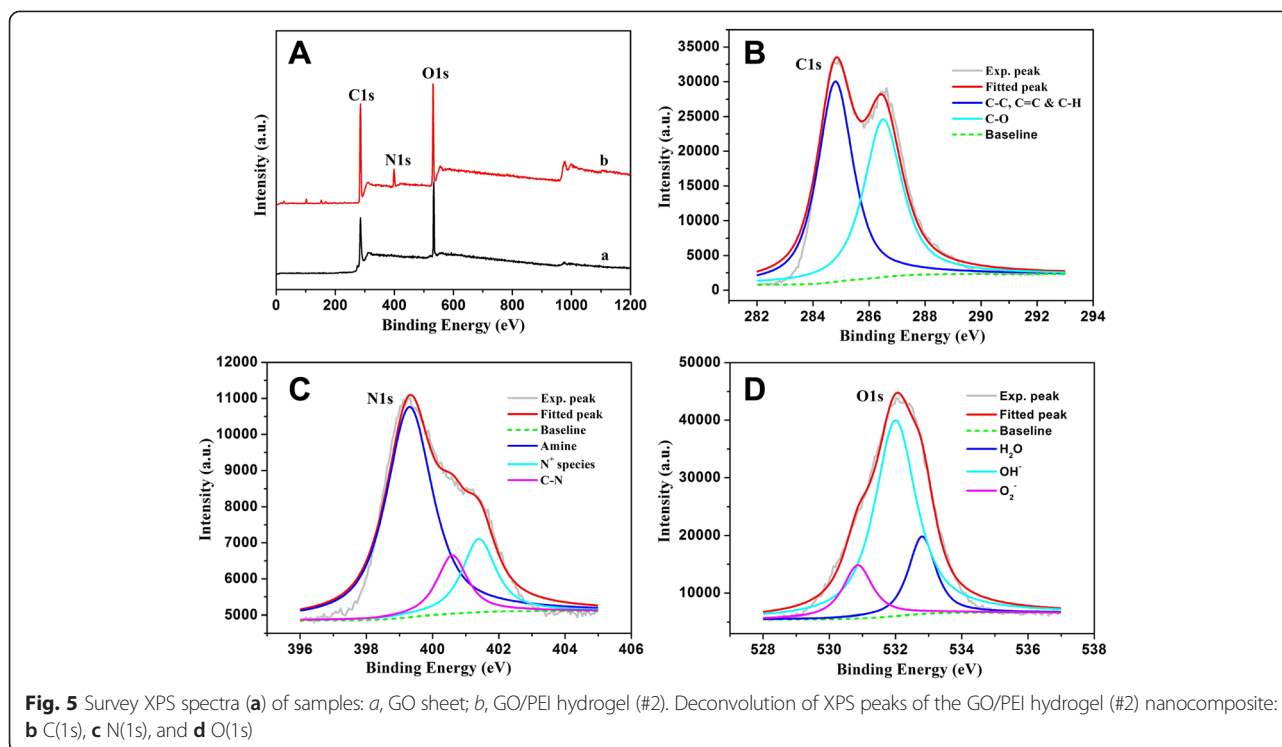 A
C1s
N1s
O1s
b
a
Intensity (a.u.)
0 200 400 600 800 1000 1200
Binding Energy (eV)
B
C1s
Exp. peak
Fitted peak
C-C, C=C & C-H
C-O
Baseline
Intensity (a.u.)
35000
30000
25000
20000
15000
10000
5000
0
282 284 286 288 290 292 294
Binding Energy (eV)
C
N1s
Exp. peak
Fitted peak
Baseline
Amine
N⁺ species
C-N
Intensity (a.u.)
12000
11000
10000
9000
8000
7000
6000
5000
396 398 400 402 404 406
Binding Energy (eV)
D
O1s
Exp. peak
Fitted peak
Baseline
H₂O
OH⁻
O₂⁻
Intensity (a.u.)
50000
40000
30000
20000
10000
528 530 532 534 536 538
Binding Energy (eV)
Fig. 5 Survey XPS spectra (a) of samples: a, GO sheet; b, GO/PEI hydrogel (#2). Deconvolution of XPS peaks of the GO/PEI hydrogel (#2) nanocomposite:
b C(1s), c N(1s), and d O(1s)